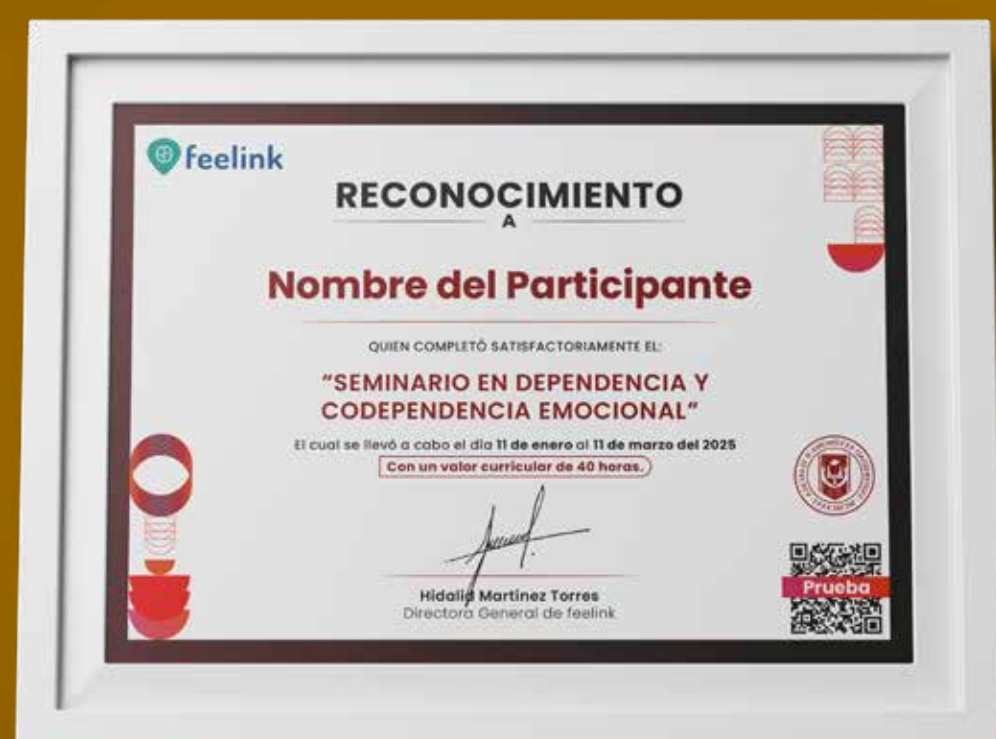 feelink
RECONOCIMIENTO
A
Nombre del Participante
QUIEN COMPLETÓ SATISFACTORIAMENTE EL:
“SEMINARIO EN DEPENDENCIA Y
CODEPENDENCIA EMOCIONAL”
El cual se llevó a cabo el día 11 de enero al 11 de marzo del 2025
Con un valor curricular de 40 horas.
Hidalid Martínez Torres
Directora General de feelink
Prueba